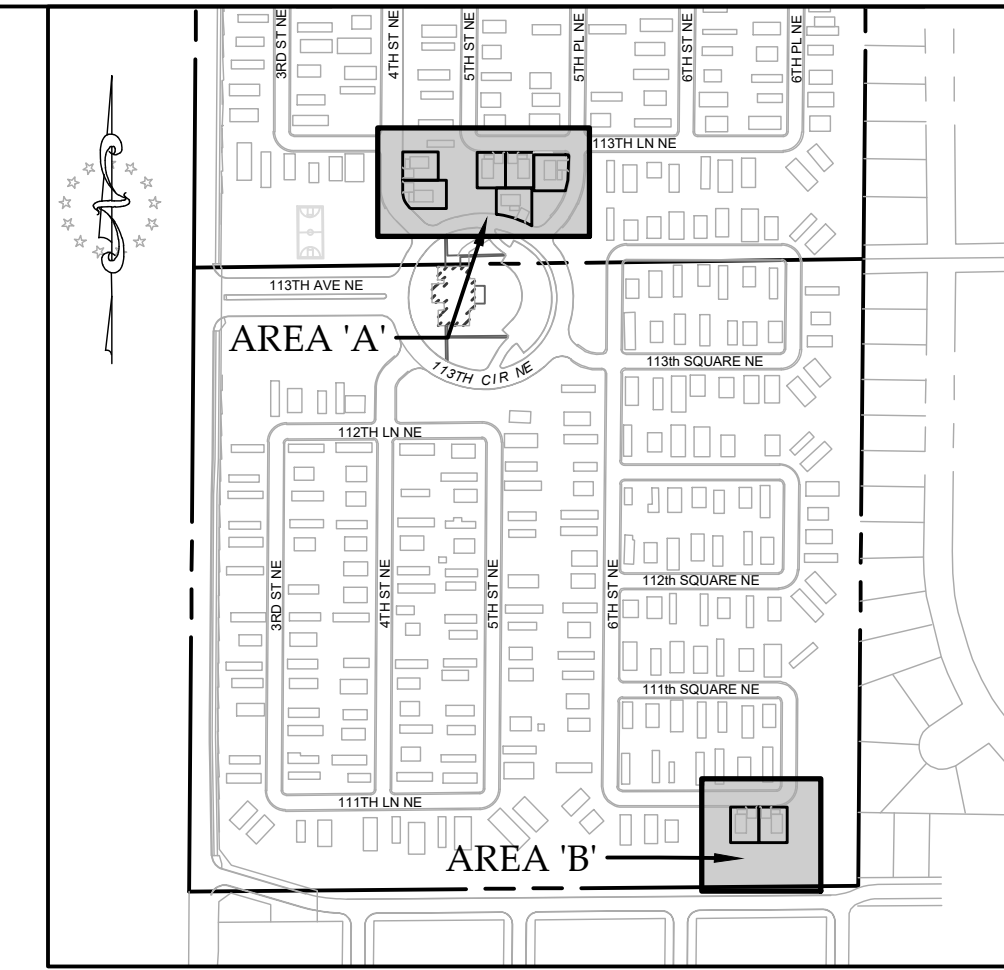 3RD ST NE
4TH ST NE
5TH ST NE
5TH PL NE
6TH ST NE
6TH PL NE
113TH LN NE
113TH AVE NE
AREA 'A'
113TH CIR NE
113th SQUARE NE
112TH LN NE
3RD ST NE
4TH ST NE
5TH ST NE
6TH ST NE
112th SQUARE NE
111th SQUARE NE
111TH LN NE
AREA 'B'